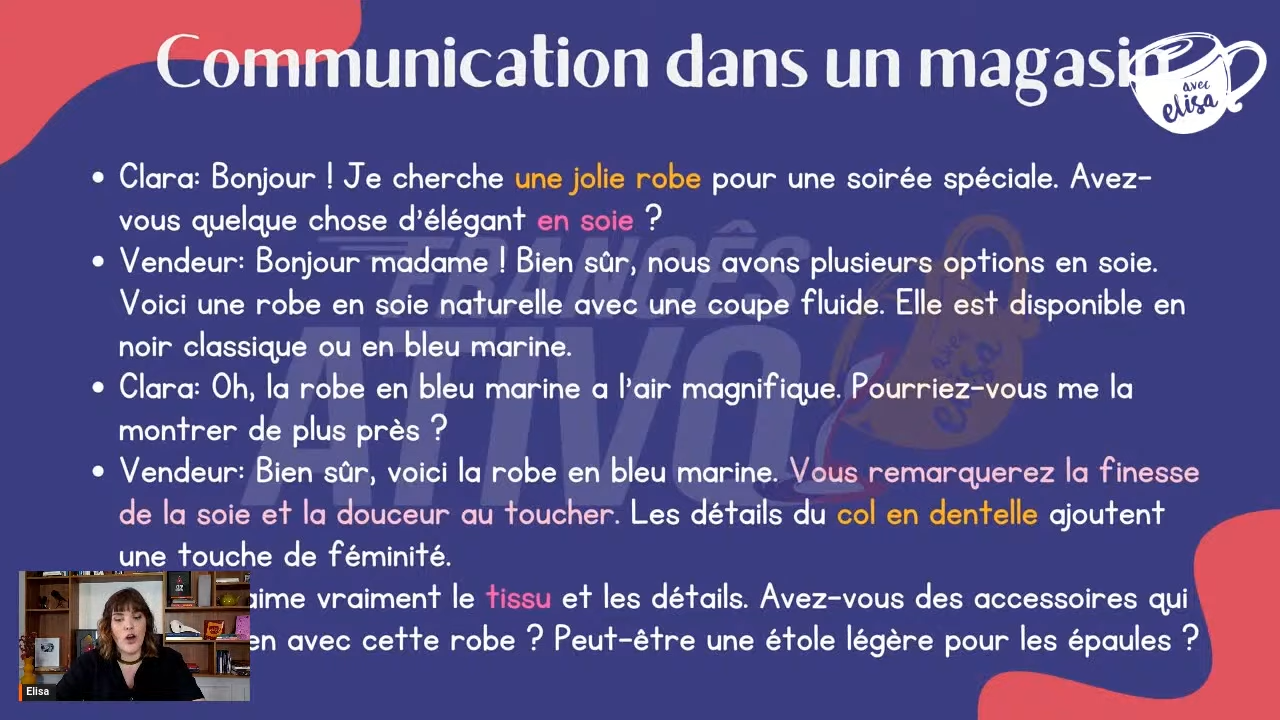 Communication dans un magasin
avec
elisa
• Clara: Bonjour ! Je cherche une jolie robe pour une soirée spéciale. Avez-
vous quelque chose d'élégant en soie ?
• Vendeur: Bonjour madame ! Bien sûr, nous avons plusieurs options en soie.
Voici une robe en soie naturelle avec une coupe fluide. Elle est disponible en
noir classique ou en bleu marine.
• Clara: Oh, la robe en bleu marine a l'air magnifique. Pourriez-vous me la
montrer de plus près ?
• Vendeur: Bien sûr, voici la robe en bleu marine. Vous remarquerez la finesse
de la soie et la douceur au toucher. Les détails du col en dentelle ajoutent
une touche de féminité.
aime vraiment le tissu et les détails. Avez-vous des accessoires qui
en avec cette robe ? Peut-être une étole légère pour les épaules ?
FRANCÊS
ATIVO
avec
elisa
Elisa